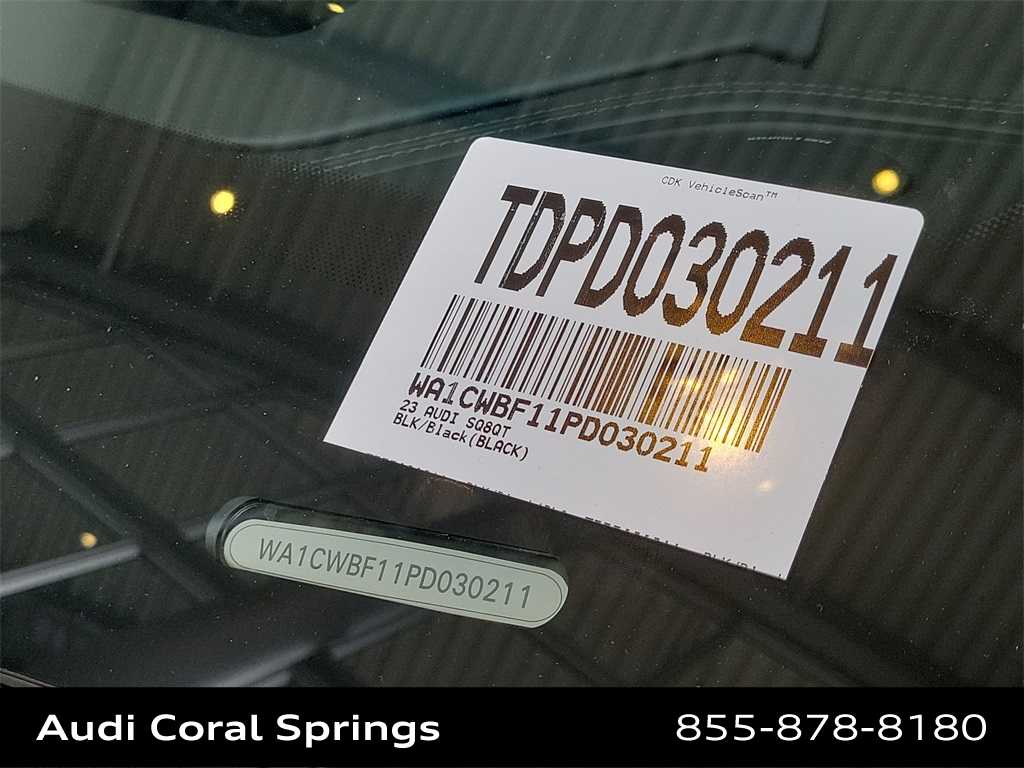 CDK VehicleScan™
TDPD030211
WA1CWBF11PD030211
23 AUDI SQ8QT
BLK/Black(BLACK)
WA1CWBF11PD030211
Audi Coral Springs
855-878-8180